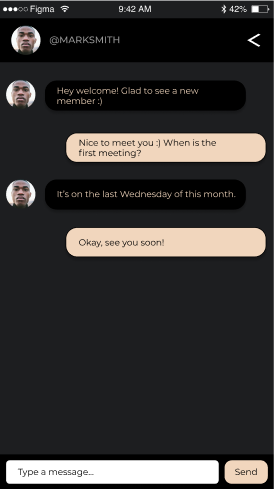 Figma 9:42 AM 42%
@MARKSMITH
Hey welcome! Glad to see a new
member :)
Nice to meet you :) When is the
first meeting?
It's on the last Wednesday of this month.
Okay, see you soon!
Type a message... Send